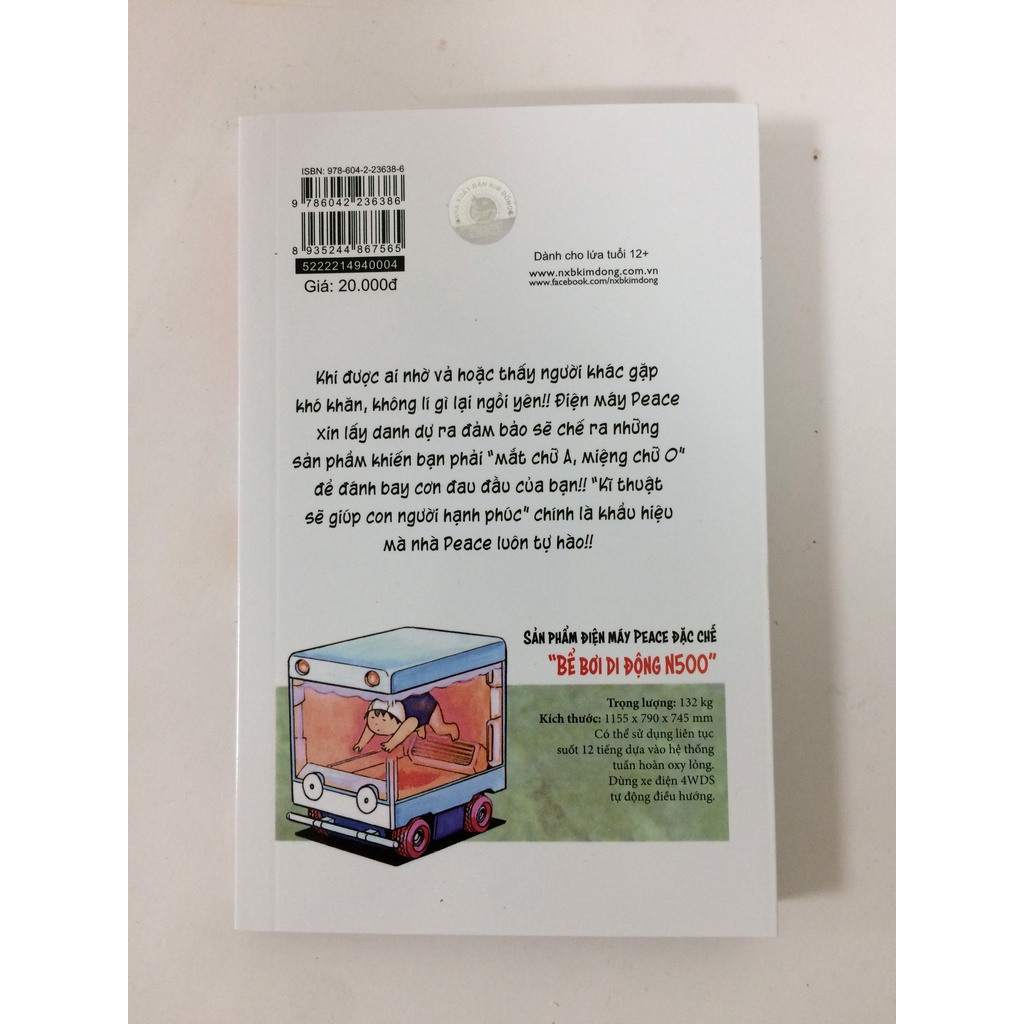 ISBN: 978-604-2-23638-6
9 786042 236386
8 935244 867565
5222214940004
Giá: 20.000đ
NHÀ XUẤT BẢN KIM ĐỒNG
Dành cho lứa tuổi 12+
www.nxbkimdong.com.vn
www.facebook.com/nxbkimdong
Khi được ai nhờ vả hoặc thấy người khác gặp
khó khăn, không lí gì lại ngồi yên!! Điện máy Peace
xin lấy danh dự ra đảm bảo sẽ chế ra những
sản phẩm khiến bạn phải "mắt chữ A, miệng chữ O"
để đánh bay cơn đau đầu của bạn!! "Kĩ thuật
sẽ giúp con người hạnh phúc" chính là khẩu hiệu
mà nhà Peace luôn tự hào!!
SẢN PHẨM ĐIỆN MÁY PEACE ĐẶC CHẾ
"BỂ BƠI DI ĐỘNG N500"
Trọng lượng: 132 kg
Kích thước: 1155 x 790 x 745 mm
Có thể sử dụng liên tục
suốt 12 tiếng dựa vào hệ thống
tuần hoàn oxy lỏng.
Dùng xe điện 4WDS
tự động điều hướng.